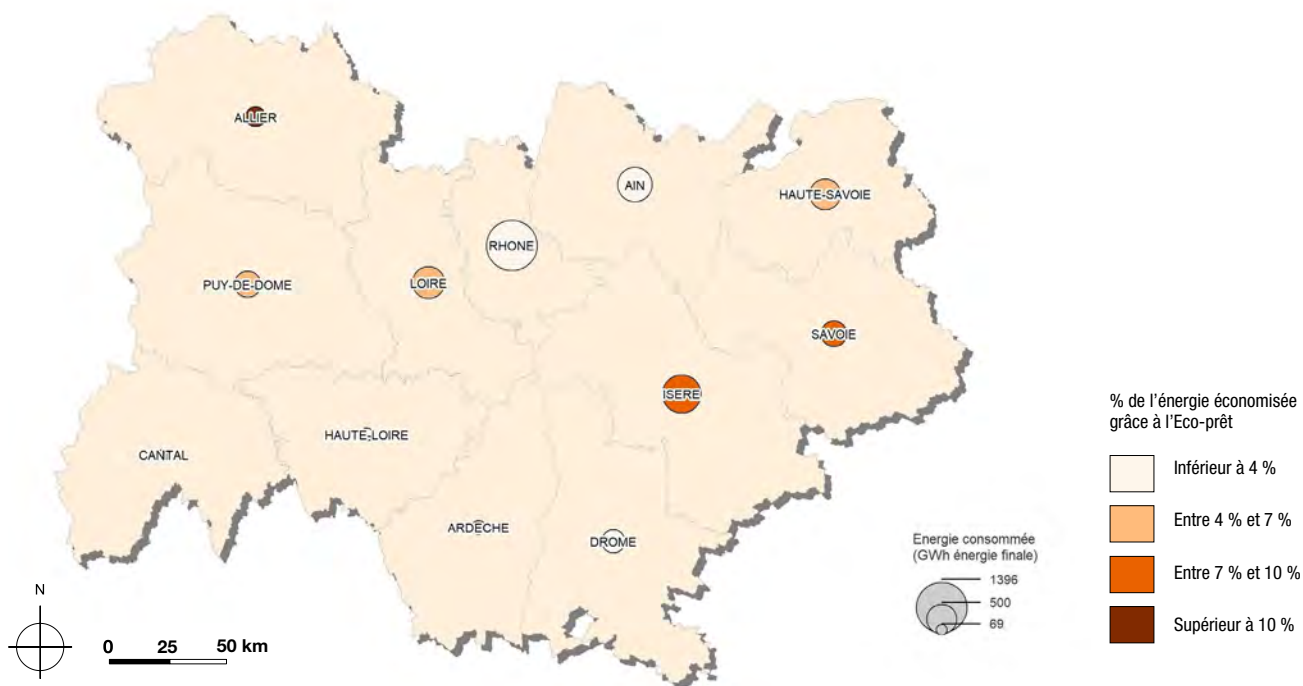 ALLIER
AIN
HAUTE-SAVOIE
RHONE
PUY-DE-DOME
LOIRE
SAVOIE
ISERE
HAUTE-LOIRE
CANTAL
ARDECHE
DROME
% de l'énergie économisée
grâce à l'Eco-prêt
Inférieur à 4 %
Entre 4 % et 7 %
Entre 7 % et 10 %
Supérieur à 10 %
Energie consommée
(GWh énergie finale)
1396
500
69
N
0 25 50 km